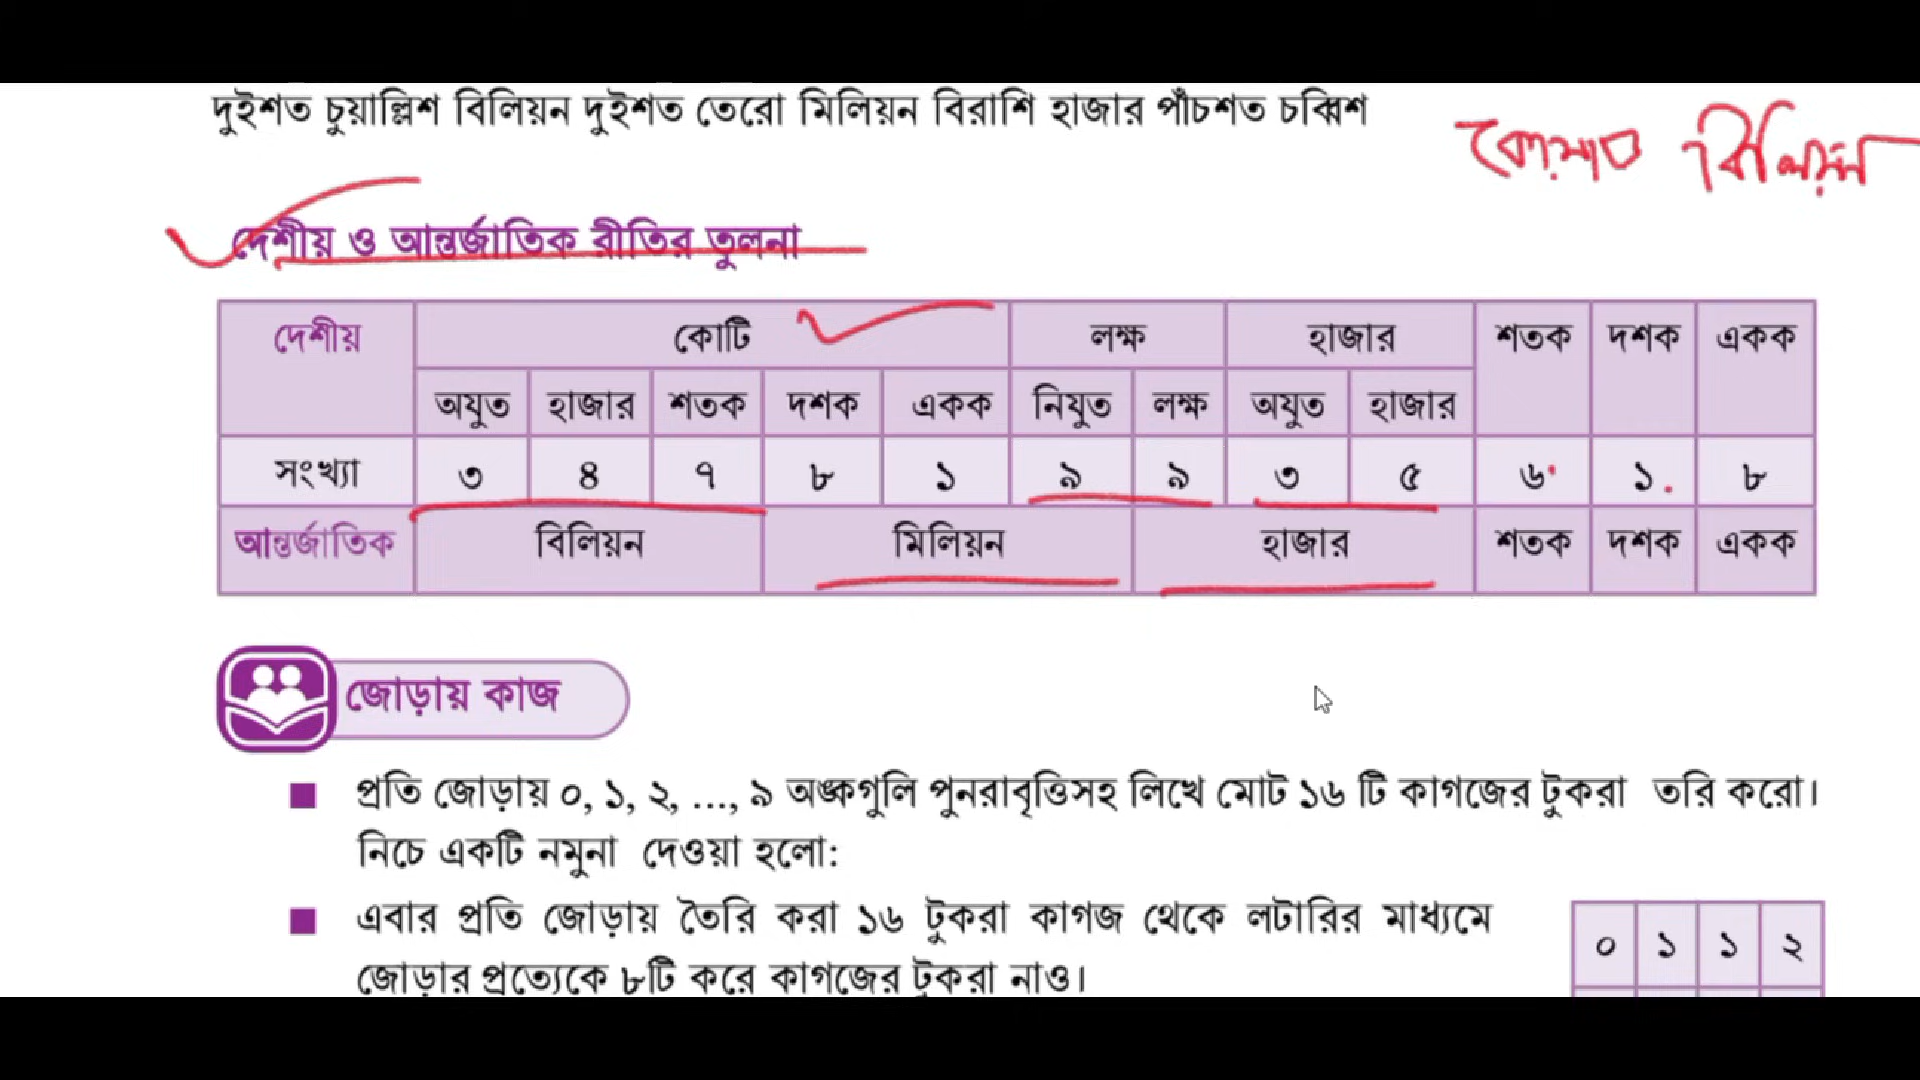 দুইশত চুয়াল্লিশ বিলিয়ন দুইশত তেরো মিলিয়ন বিরাশি হাজার পাঁচশত চব্বিশ
বিলিয়ন
দেশীয় ও আন্তর্জাতিক রীতির তুলনা
দেশীয় কোটি লক্ষ হাজার শতক দশক একক
অযুত হাজার শতক দশক একক নিযুত লক্ষ অযুত হাজার
সংখ্যা ৩ ৪ ৭ ৮ ১ ৯ ৯ ৩ ৫ ৬ ১ ৮
আন্তর্জাতিক বিলিয়ন মিলিয়ন হাজার শতক দশক একক
জোড়ায় কাজ
প্রতি জোড়ায় ০, ১, ২, ..., ৯ অঙ্কগুলি পুনরাবৃত্তিসহ লিখে মোট ১৬ টি কাগজের টুকরা তরি করো।
নিচে একটি নমুনা দেওয়া হলো:
এবার প্রতি জোড়ায় তৈরি করা ১৬ টুকরা কাগজ থেকে লটারির মাধ্যমে
জোড়ার প্রত্যেকে ৮টি করে কাগজের টুকরা নাও।
০ ১ ১ ২